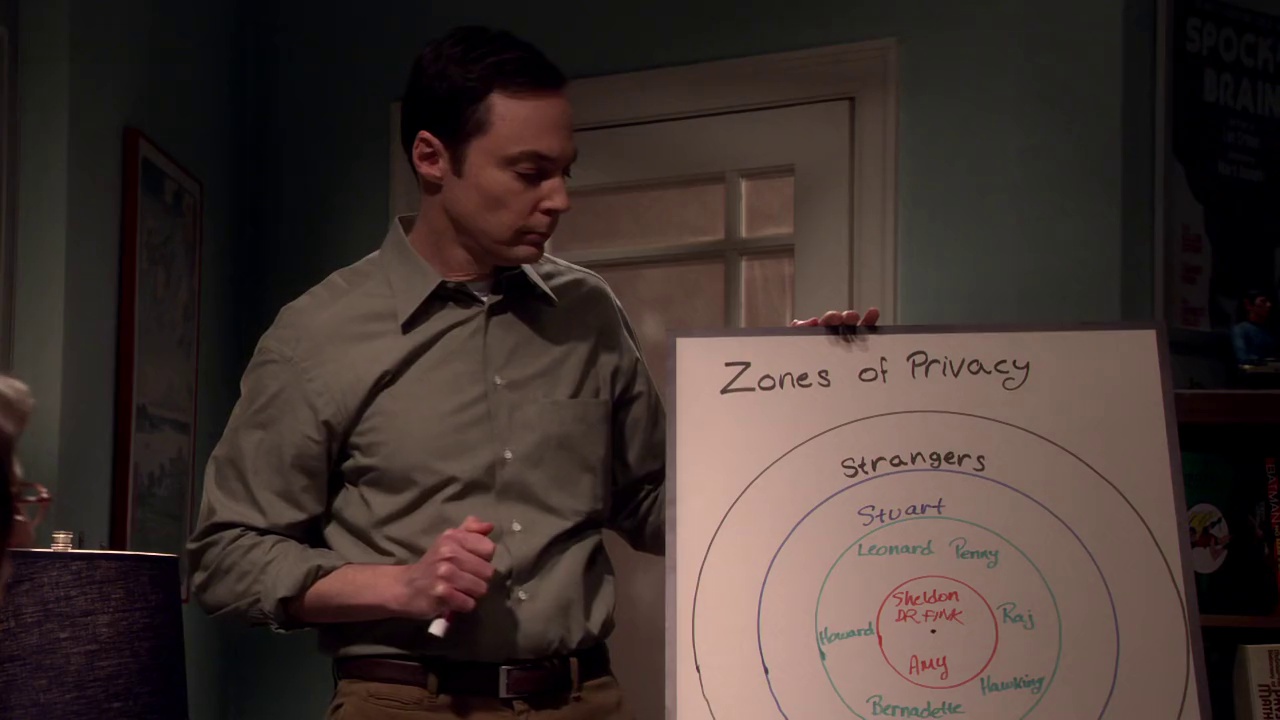 SPOCK
BRAIN
Zones of Privacy
Strangers
Stuart
Leonard Penny
Sheldon
DR FINK
Howard
Raj
Amy
Hawking
Bernadette